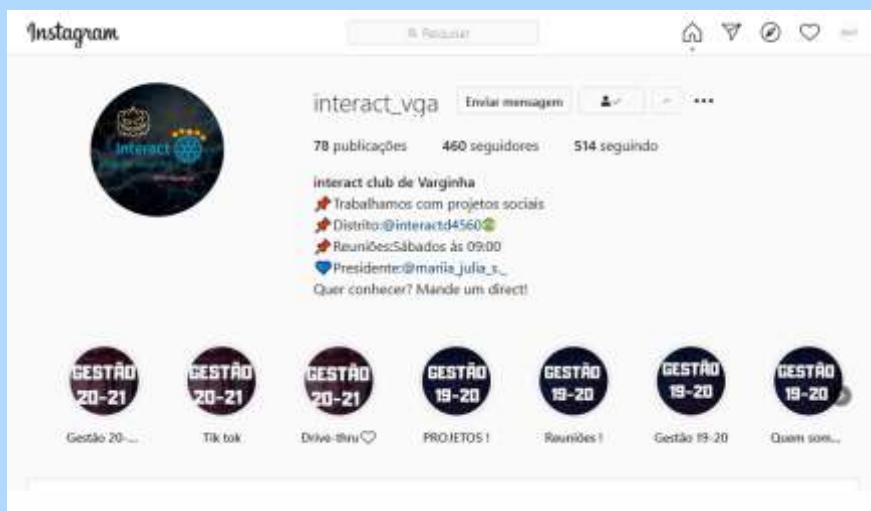 Instagram
Pesquisar
interact_vga Enviar mensagem
78 publicações 460 seguidores 514 seguindo
interact club de Varginha
Trabalhamos com projetos sociais
Distrito:@interactd4560
Reuniões:Sábados às 09:00
Presidente:@mariia_julia_s._
Quer conhecer? Mande um direct!
Interact
GESTÃO GESTÃO GESTÃO GESTÃO GESTÃO GESTÃO GESTÃO
20-21 20-21 20-21 19-20 19-20 19-20 19-20
Gestão 20-... Tik tok Drive-thru PROJETOS ! Reuniões ! Gestão 19-20 Quem som...